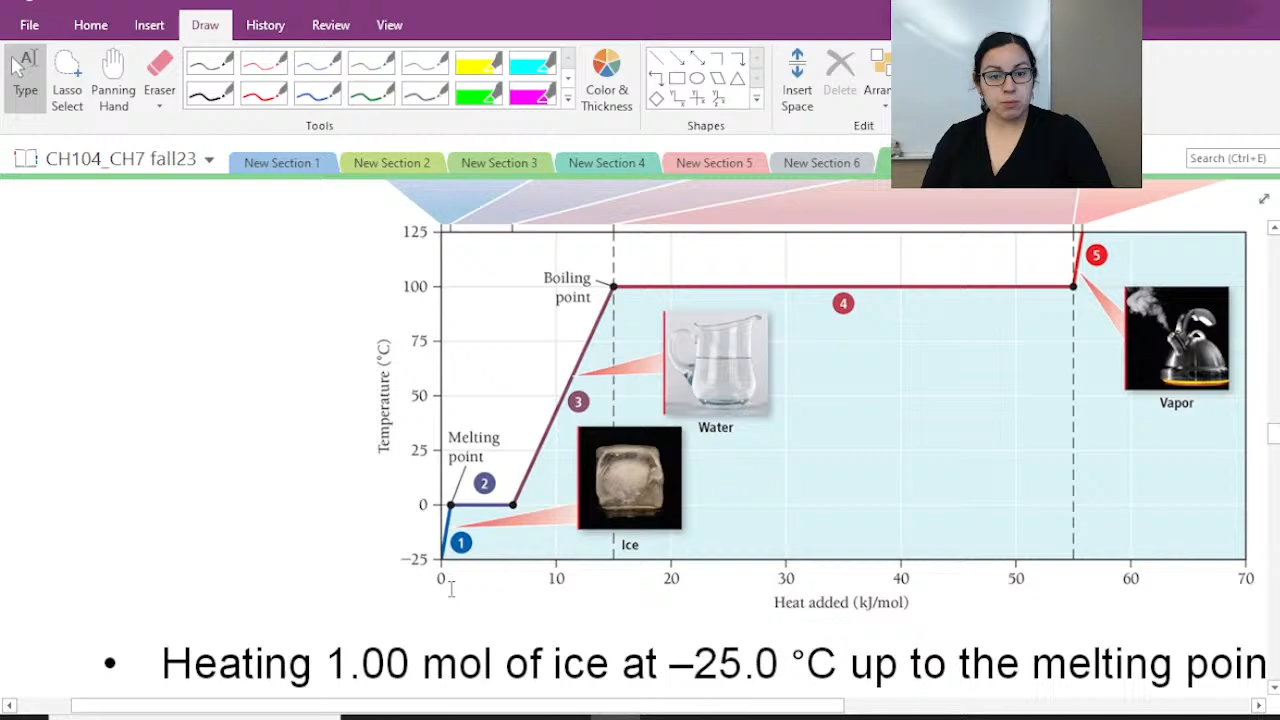 File Home Insert Draw History Review View
Type
Lasso
Select
Panning
Hand
Eraser
Color &
Thickness
Insert
Space
Delete
Arran
Tools
Shapes
Edit
CH104_CH7 fall23
New Section 1 New Section 2 New Section 3 New Section 4 New Section 5 New Section 6
Search (Ctrl+E)
125
100
75
50
25
0
−25
Temperature (°C)
Boiling
point
Melting
point
1
2
3
4
5
Water
Ice
Vapor
0 10 20 30 40 50 60 70
Heat added (kJ/mol)
• Heating 1.00 mol of ice at –25.0 °C up to the melting poin